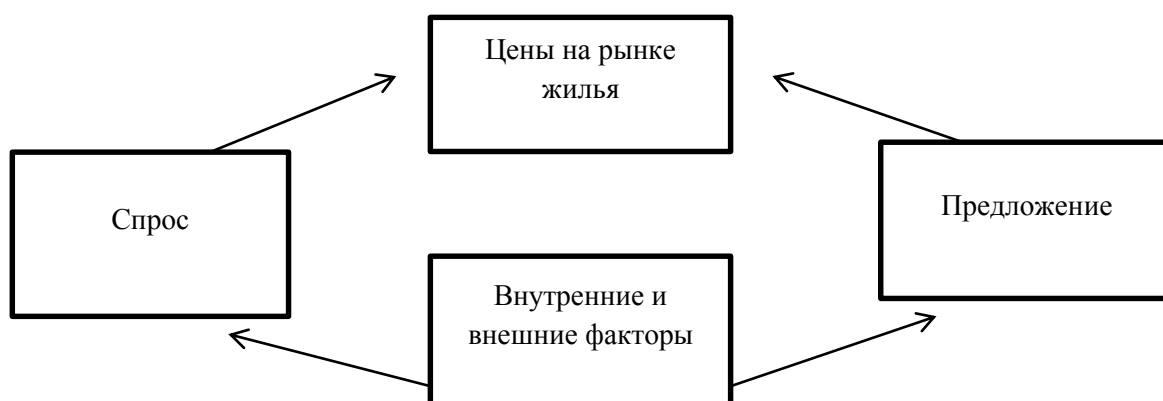 Цены на рынке
жилья
Спрос
Предложение
Внутренние и
внешние факторы